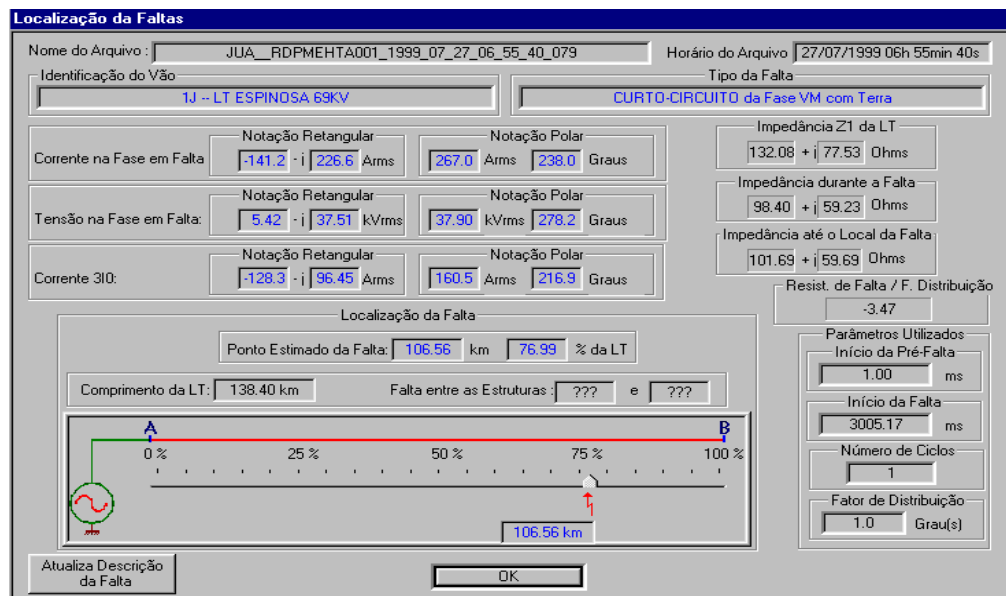 Localização da Faltas
Nome do Arquivo : JUA__RDPMEHTA001_1999_07_27_06_55_40_079 Horário do Arquivo 27/07/1999 06h 55min 40s
Identificação do Vão Tipo da Falta
1J -- LT ESPINOSA 69KV CURTO-CIRCUITO da Fase VM com Terra
Notação Retangular Notação Polar Impedância Z1 da LT
Corrente na Fase em Falta -141.2 - i 226.6 Arms 267.0 Arms 238.0 Graus 132.08 + i 77.53 Ohms
Notação Retangular Notação Polar Impedância durante a Falta
Tensão na Fase em Falta: 5.42 - i 37.51 kVrms 37.90 kVrms 278.2 Graus 98.40 + j 59.23 Ohms
Notação Retangular Notação Polar Impedância até o Local da Falta
Corrente 3I0: -128.3 - j 96.45 Arms 160.5 Arms 216.9 Graus 101.69 + j 59.69 Ohms
Resist. de Falta / F. Distribuição
-3.47
Localização da Falta
Ponto Estimado da Falta: 106.56 km 76.99 % da LT
Comprimento da LT: 138.40 km Falta entre as Estruturas : ??? e ???
Parâmetros Utilizados
Início da Pré-Falta
1.00 ms
Início da Falta
3005.17 ms
Número de Ciclos
1
Fator de Distribuição
1.0 Grau(s)
A B
0 % 25 % 50 % 75 % 100 %
106.56 km
Atualiza Descrição
da Falta
OK